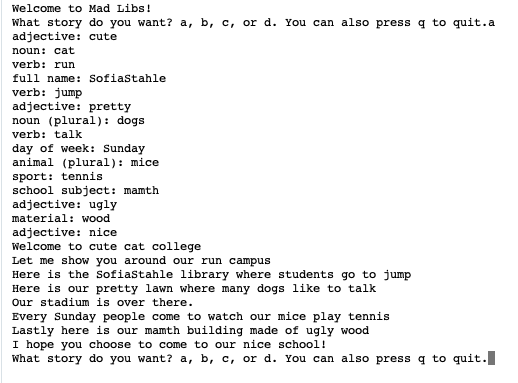 Welcome to Mad Libs!
What story do you want? a, b, c, or d. You can also press q to quit.a
adjective: cute
noun: cat
verb: run
full name: SofiaStahle
verb: jump
adjective: pretty
noun (plural): dogs
verb: talk
day of week: Sunday
animal (plural): mice
sport: tennis
school subject: mamth
adjective: ugly
material: wood
adjective: nice
Welcome to cute cat college
Let me show you around our run campus
Here is the SofiaStahle library where students go to jump
Here is our pretty lawn where many dogs like to talk
Our stadium is over there.
Every Sunday people come to watch our mice play tennis
Lastly here is our mamth building made of ugly wood
I hope you choose to come to our nice school!
What story do you want? a, b, c, or d. You can also press q to quit.